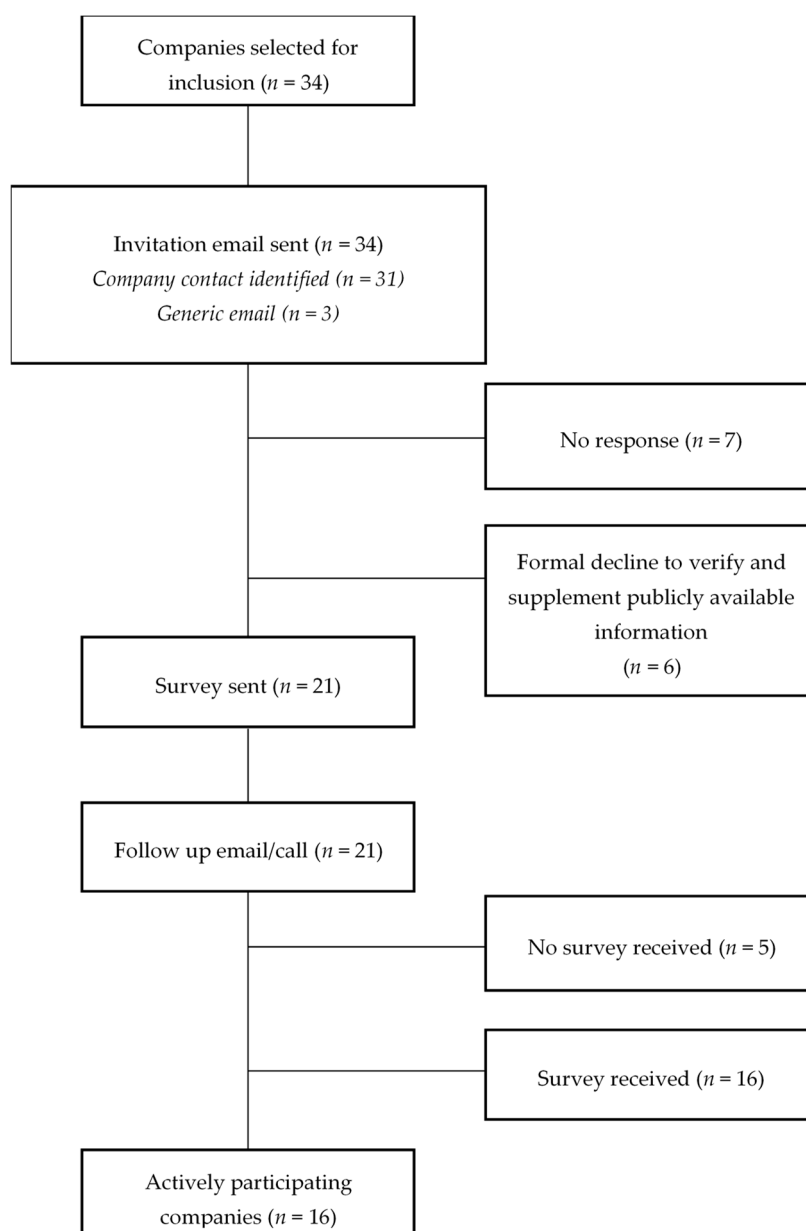 Companies selected for
inclusion (n = 34)
Invitation email sent (n = 34)
Company contact identified (n = 31)
Generic email (n = 3)
No response (n = 7)
Formal decline to verify and
supplement publicly available
information
(n = 6)
Survey sent (n = 21)
Follow up email/call (n = 21)
No survey received (n = 5)
Survey received (n = 16)
Actively participating
companies (n = 16)